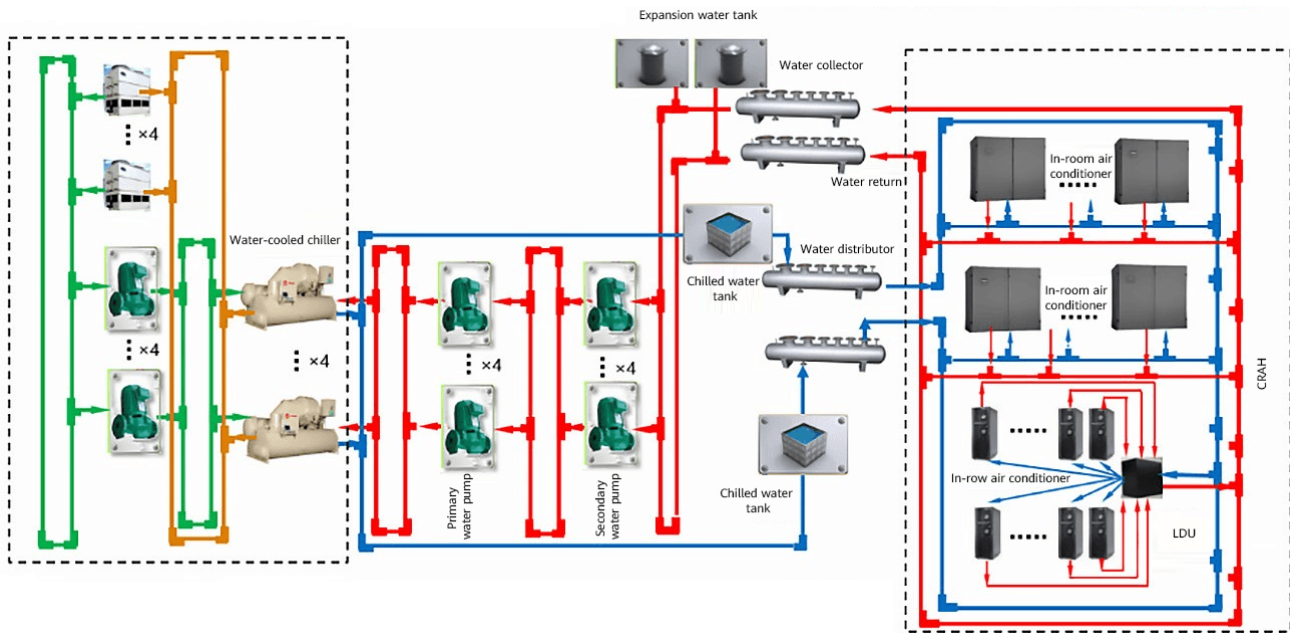 Expansion water tank
Water collector
×4
Water return
In-room air
conditioner
Water-cooled chiller
Water distributor
Chilled water
tank
In-room air
conditioner
×4
×4
×4
×4
CRAH
In-row air conditioner
Primary
water pump
Secondary
water pump
Chilled water
tank
LDU